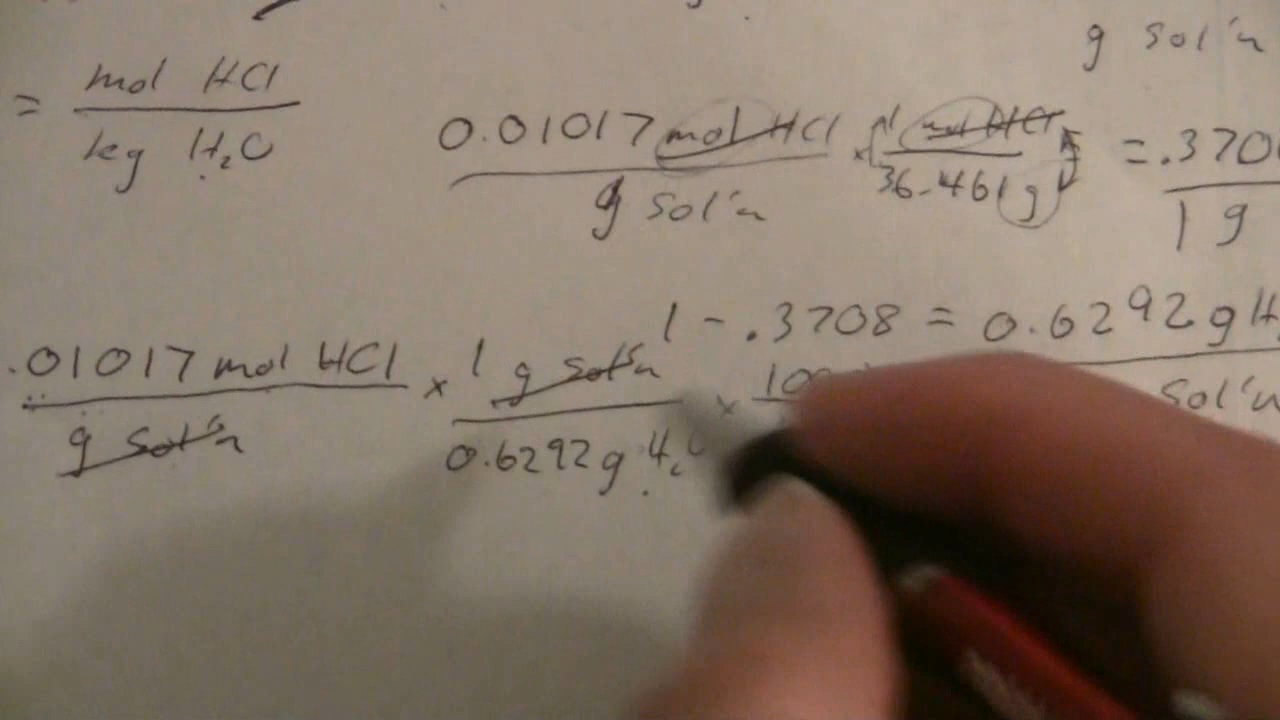 g sol'n
= mol HCl
kg H₂O
0.01017 mol HCl × 1 mol HCl = .370
g sol'n 36.461 g 1 g
1 - .3708 = 0.6292 g H
.01017 mol HCl × 1 g sol'n ×
g sol'n 0.6292 g H₂ sol'n